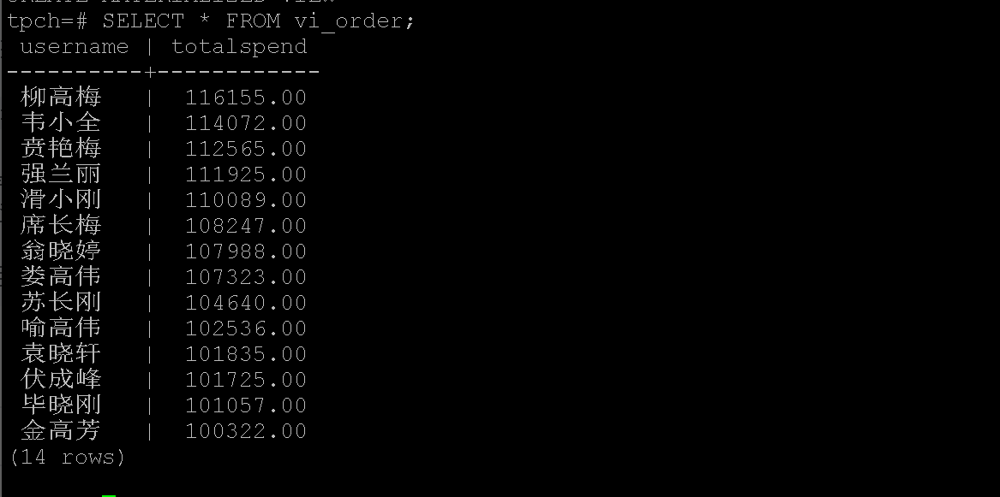 CREATE MATERIALIZED VIEW
tpch=# SELECT * FROM vi_order;
 username | totalspend
----------+------------
 柳高梅   |  116155.00
 韦小全   |  114072.00
 贲艳梅   |  112565.00
 强兰丽   |  111925.00
 滑小刚   |  110089.00
 席长梅   |  108247.00
 翁晓婷   |  107988.00
 娄高伟   |  107323.00
 苏长刚   |  104640.00
 喻高伟   |  102536.00
 袁晓轩   |  101835.00
 伏成峰   |  101725.00
 毕晓刚   |  101057.00
 金高芳   |  100322.00
(14 rows)